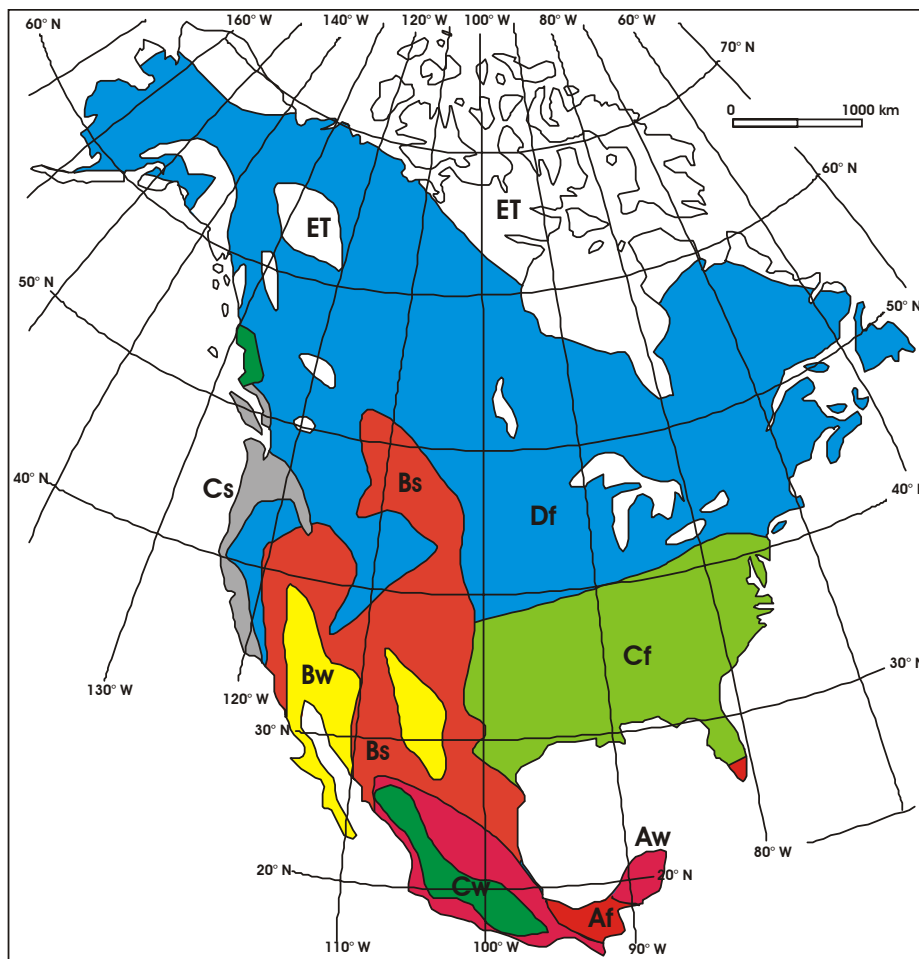 60° N
160° W
140° W
120° W
100° W
80° W
60° W
70° N
0
1000 km
60° N
ET
ET
50° N
50° N
Cs
Bs
Df
40° N
40° N
Cf
Bw
30° N
130° W
120° W
30° N
Bs
Aw
80° W
20° N
Cw
20° N
Af
110° W
100° W
90° W